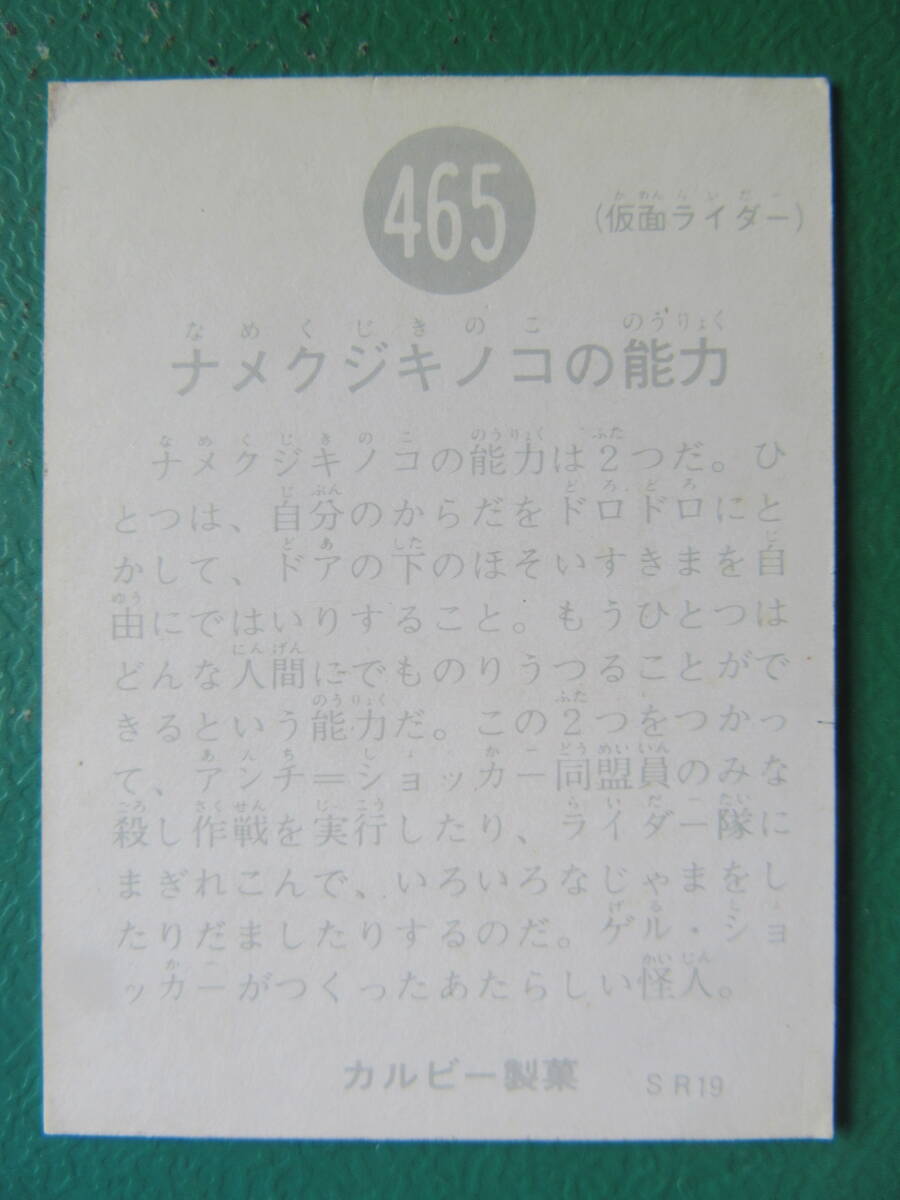 465
(仮面ライダー)
ナメクジキノコの能力
ナメクジキノコの能力は2つだ。ひ
とつは、自分のからだをドロドロにと
かして、ドアの下のほそいすきまを自
由にではいりすること。もうひとつは
どんな人間にでものりうつることがで
きるという能力だ。この2つをつかっ
て、アンチ＝ショッカー同盟員のみな
殺し作戦を実行したり、ライダー隊に
まぎれこんで、いろいろなじゃまをし
たりだましたりするのだ。ゲル・ショ
ッカーがつくったあたらしい怪人。
カルビー製菓
SR19